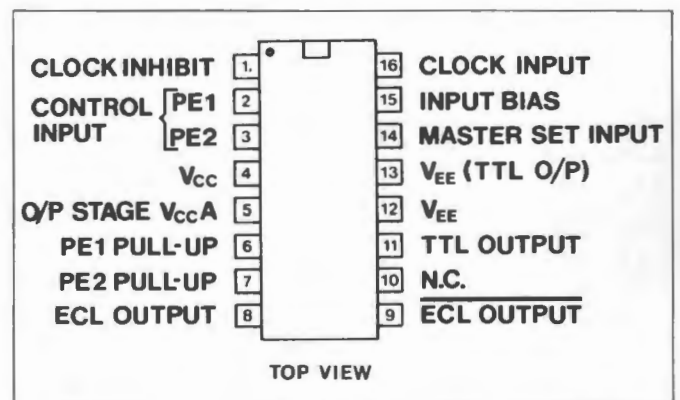 CLOCK INHIBIT 1. 16 CLOCK INPUT
CONTROL INPUT PE1 2 15 INPUT BIAS
PE2 3 14 MASTER SET INPUT
VCC 4 13 VEE (TTL O/P)
O/P STAGE VCCA 5 12 VEE
PE1 PULL-UP 6 11 TTL OUTPUT
PE2 PULL-UP 7 10 N.C.
ECL OUTPUT 8 9 ECL OUTPUT
TOP VIEW